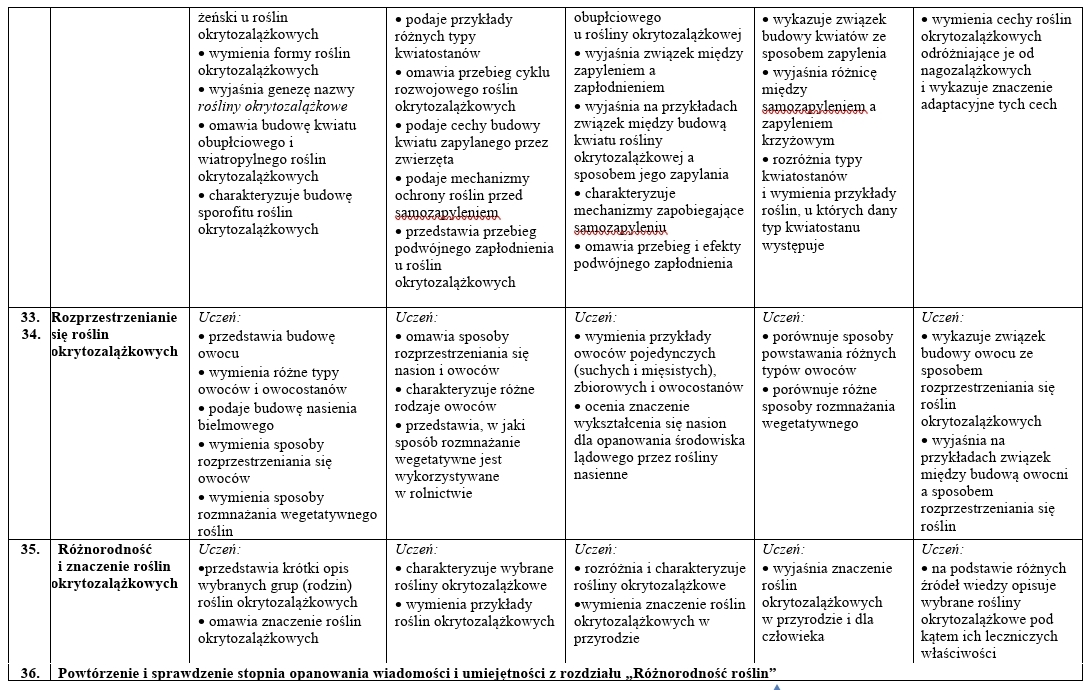 żeński u roślin
okrytozalążkowych
• wymienia formy roślin
okrytozalążkowych
• wyjaśnia genezę nazwy
rośliny okrytozalążkowe
• omawia budowę kwiatu
obupłciowego i
wiatropylnego roślin
okrytozalążkowych
• charakteryzuje budowę
sporofitu roślin
okrytozalążkowych
• podaje przykłady
różnych typy
kwiatostanów
• omawia przebieg cyklu
rozwojowego roślin
okrytozalążkowych
• podaje cechy budowy
kwiatu zapylanego przez
zwierzęta
• podaje mechanizmy
ochrony roślin przed
samozapyleniem
• przedstawia przebieg
podwójnego zapłodnienia
u roślin
okrytozalążkowych
obupłciowego
u rośliny okrytozalążkowej
• wyjaśnia związek między
zapyleniem a
zapłodnieniem
• wyjaśnia na przykładach
związek między budową
kwiatu rośliny
okrytozalążkowej a
sposobem jego zapylania
• charakteryzuje
mechanizmy zapobiegające
samozapyleniu
• omawia przebieg i efekty
podwójnego zapłodnienia
• wykazuje związek
budowy kwiatów ze
sposobem zapylenia
• wyjaśnia różnicę
między
samozapyleniem a
zapyleniem
krzyżowym
• rozróżnia typy
kwiatostanów
i wymienia przykłady
roślin, u których dany
typ kwiatostanu
występuje
• wymienia cechy roślin
okrytozalążkowych
odróżniające je od
nagozalążkowych
i wykazuje znaczenie
adaptacyjne tych cech
33.
34.
Rozprzestrzenianie
się roślin
okrytozalążkowych
Uczeń:
• przedstawia budowę
owocu
• wymienia różne typy
owoców i owocostanów
• podaje budowę nasienia
bielmowego
• wymienia sposoby
rozprzestrzeniania się
owoców
• wymienia sposoby
rozmnażania wegetatywnego
roślin
Uczeń:
• omawia sposoby
rozprzestrzeniania się
nasion i owoców
• charakteryzuje różne
rodzaje owoców
• przedstawia, w jaki
sposób rozmnażanie
wegetatywne jest
wykorzystywane
w rolnictwie
Uczeń:
• wymienia przykłady
owoców pojedynczych
(suchych i mięsistych),
zbiorowych i owocostanów
• ocenia znaczenie
wykształcenia się nasion
dla opanowania środowiska
lądowego przez rośliny
nasienne
Uczeń:
• porównuje sposoby
powstawania różnych
typów owoców
• porównuje różne
sposoby rozmnażania
wegetatywnego
Uczeń:
• wykazuje związek
budowy owocu ze
sposobem
rozprzestrzeniania się
roślin
okrytozalążkowych
• wyjaśnia na
przykładach związek
między budową owocni
a sposobem
rozprzestrzeniania się
roślin
35.
Różnorodność
i znaczenie roślin
okrytozalążkowych
Uczeń:
•przedstawia krótki opis
wybranych grup (rodzin)
roślin okrytozalążkowych
• omawia znaczenie roślin
okrytozalążkowych
Uczeń:
• charakteryzuje wybrane
rośliny okrytozalążkowe
• wymienia przykłady
roślin okrytozalążkowych
Uczeń:
• rozróżnia i charakteryzuje
rośliny okrytozalążkowe
•wymienia znaczenie roślin
okrytozalążkowych w
przyrodzie
Uczeń:
• wyjaśnia znaczenie
roślin
okrytozalążkowych
w przyrodzie i dla
człowieka
Uczeń:
• na podstawie różnych
źródeł wiedzy opisuje
wybrane rośliny
okrytozalążkowe pod
kątem ich leczniczych
właściwości
36.
Powtórzenie i sprawdzenie stopnia opanowania wiadomości i umiejętności z rozdziału „Różnorodność roślin”